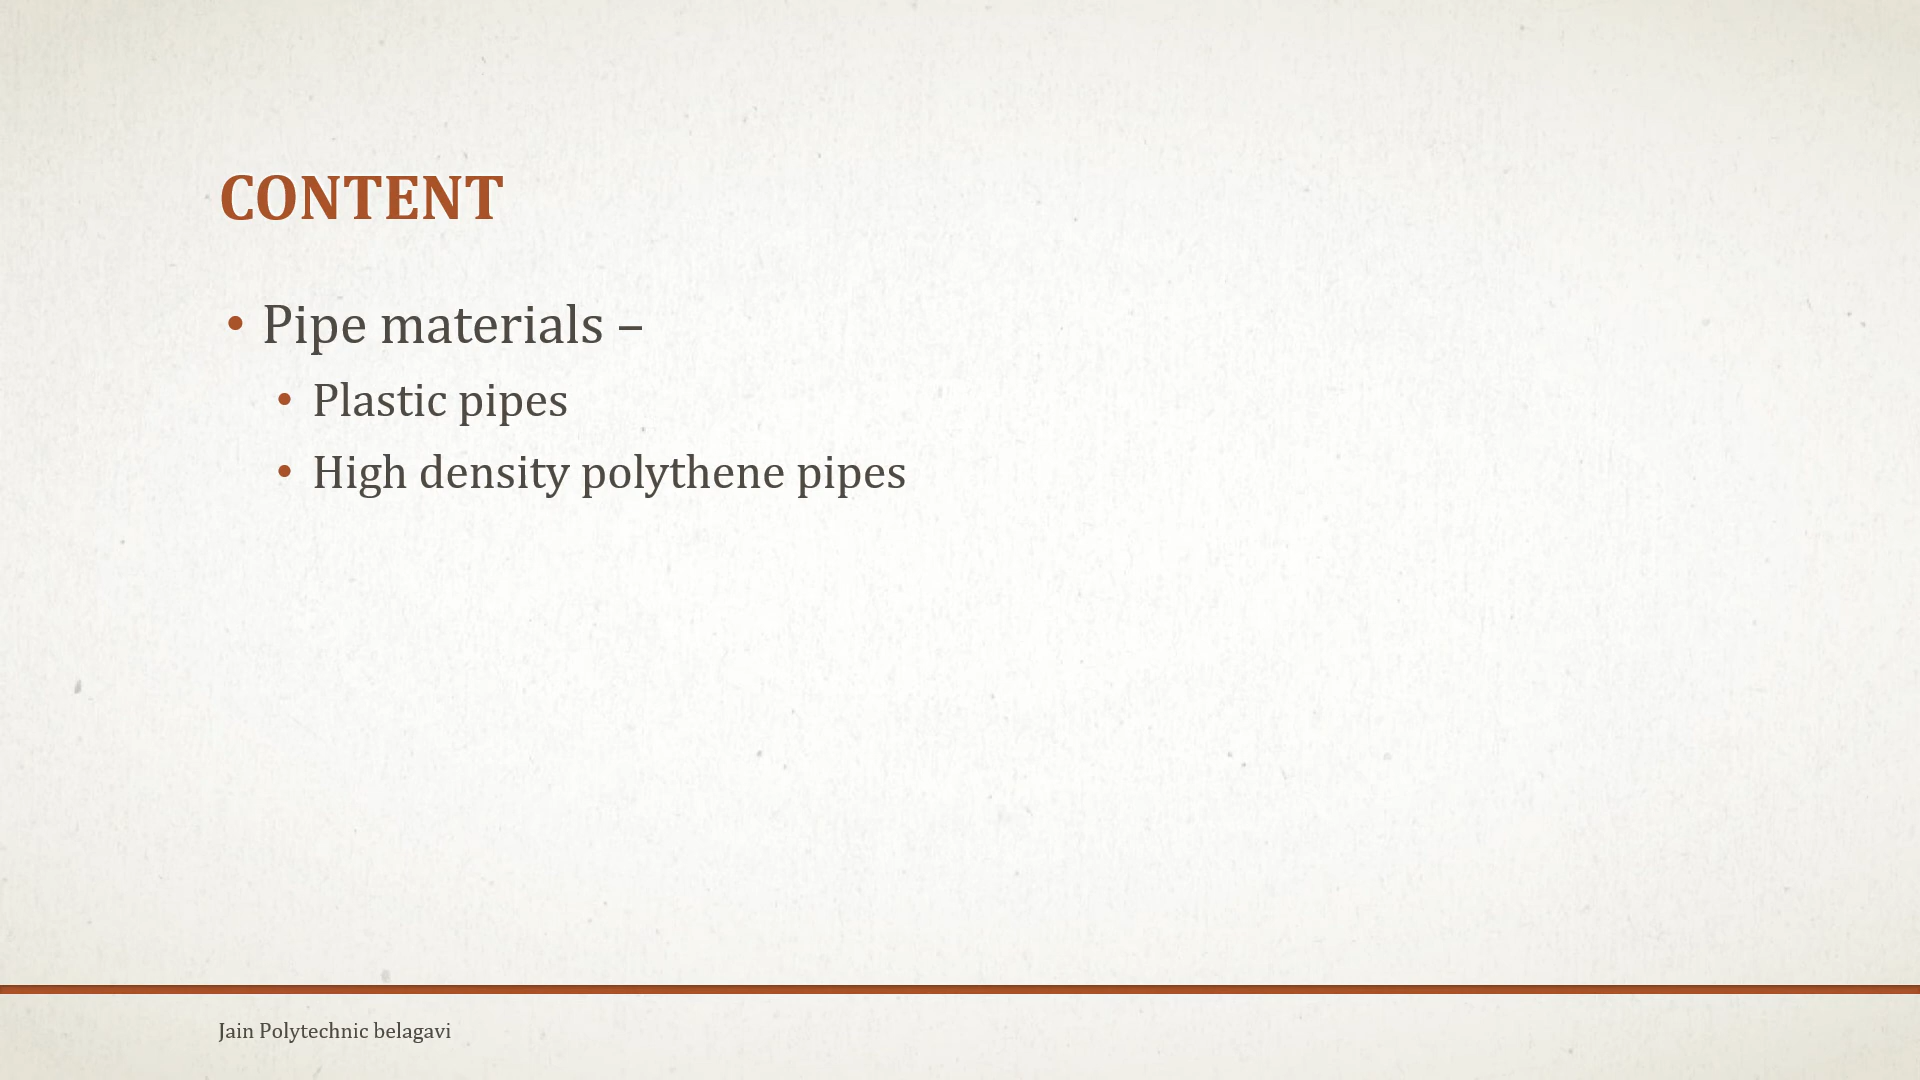 CONTENT
• Pipe materials –
• Plastic pipes
• High density polythene pipes
Jain Polytechnic belagavi